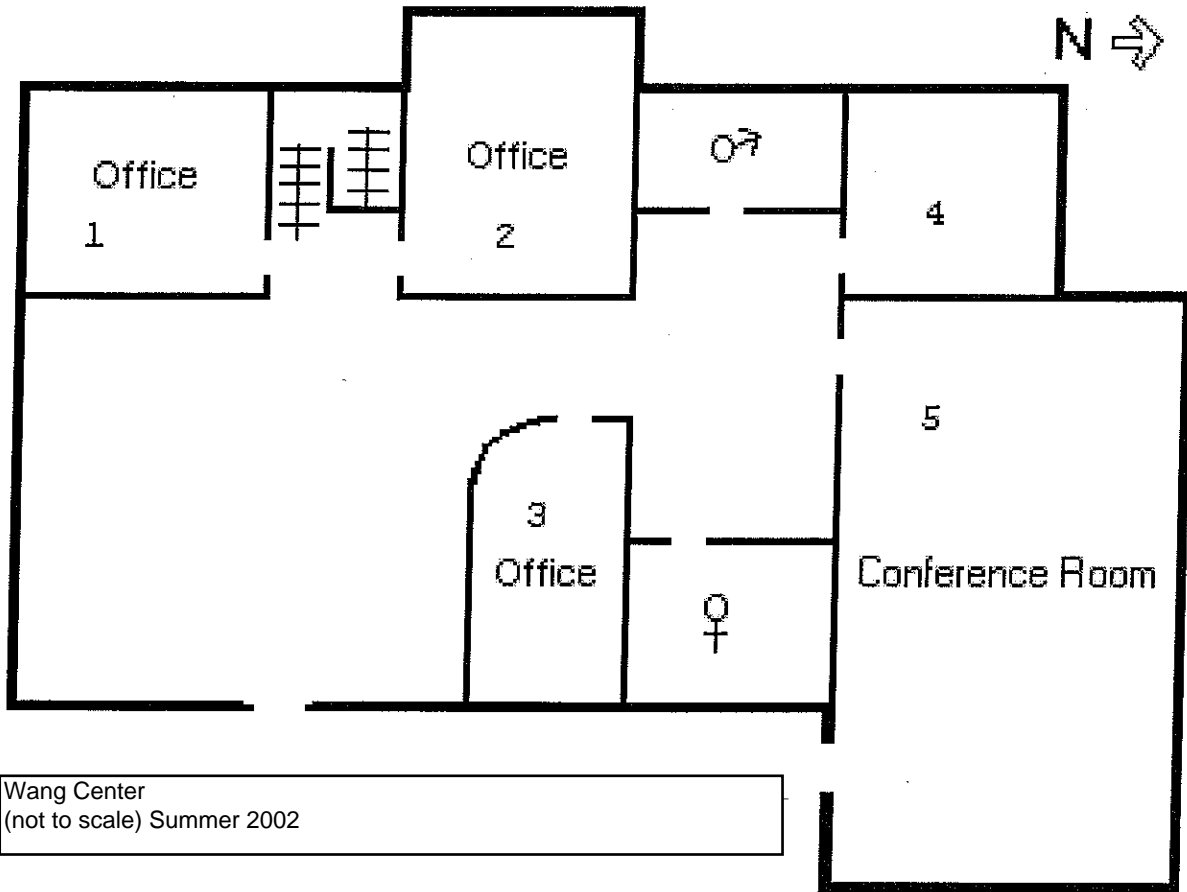 N
Office
1
Office
2
4
5
3
Office
Conference Room
Wang Center
(not to scale) Summer 2002